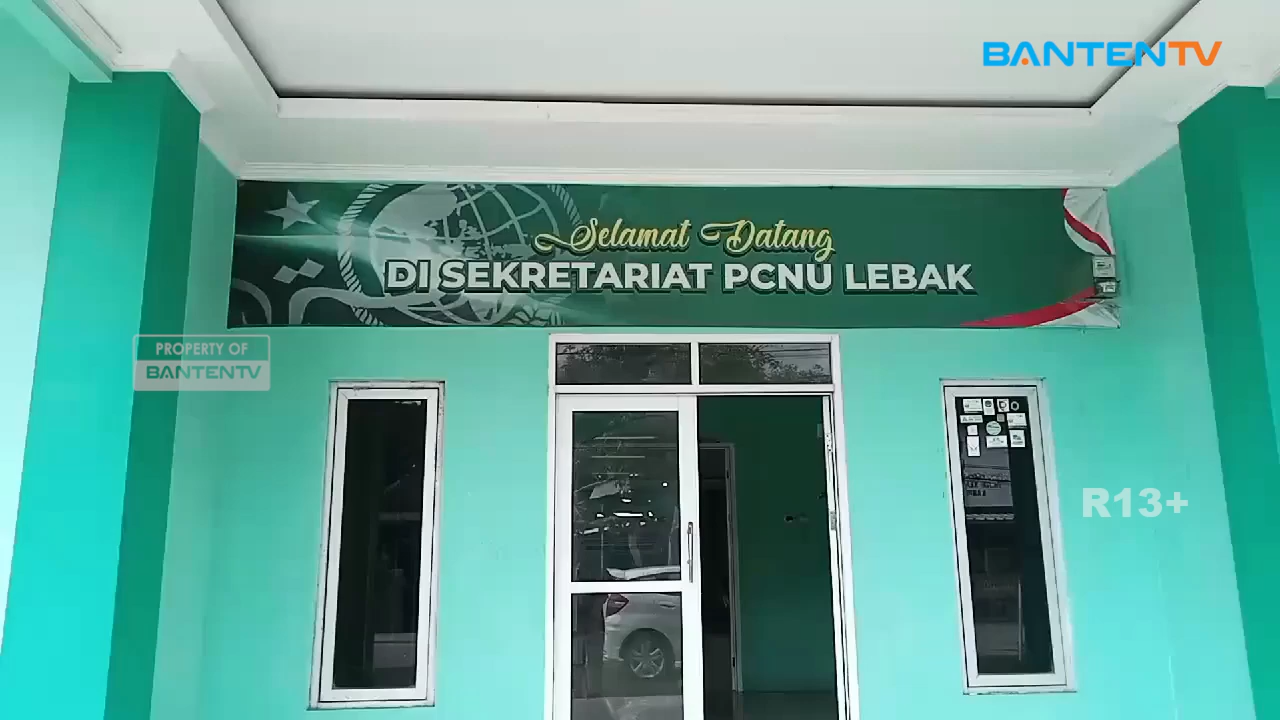 BANTENTV
Selamat Datang
DI SEKRETARIAT PCNU LEBAK
PROPERTY OF
BANTENTV
R13+